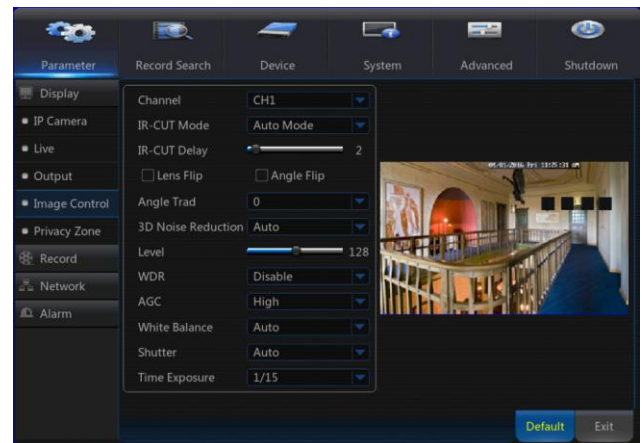 Parameter
Record Search
Device
System
Advanced
Shutdown
Display
IP Camera
Live
Output
Image Control
Privacy Zone
Record
Network
Alarm
Channel CH1
IR-CUT Mode Auto Mode
IR-CUT Delay 2
Lens Flip Angle Flip
Angle Trad 0
3D Noise Reduction Auto
Level 128
WDR Disable
AGC High
White Balance Auto
Shutter Auto
Time Exposure 1/15
Default
Exit